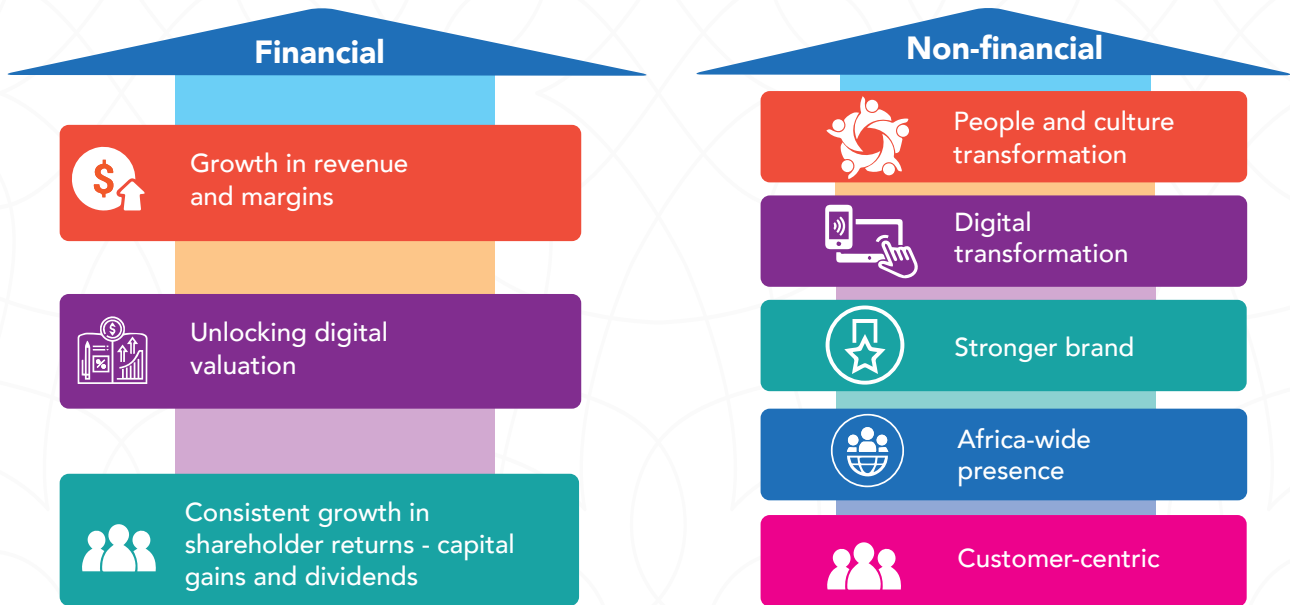 Financial
Growth in revenue
and margins
Unlocking digital
valuation
Consistent growth in
shareholder returns - capital
gains and dividends
Non-financial
People and culture
transformation
Digital
transformation
Stronger brand
Africa-wide
presence
Customer-centric